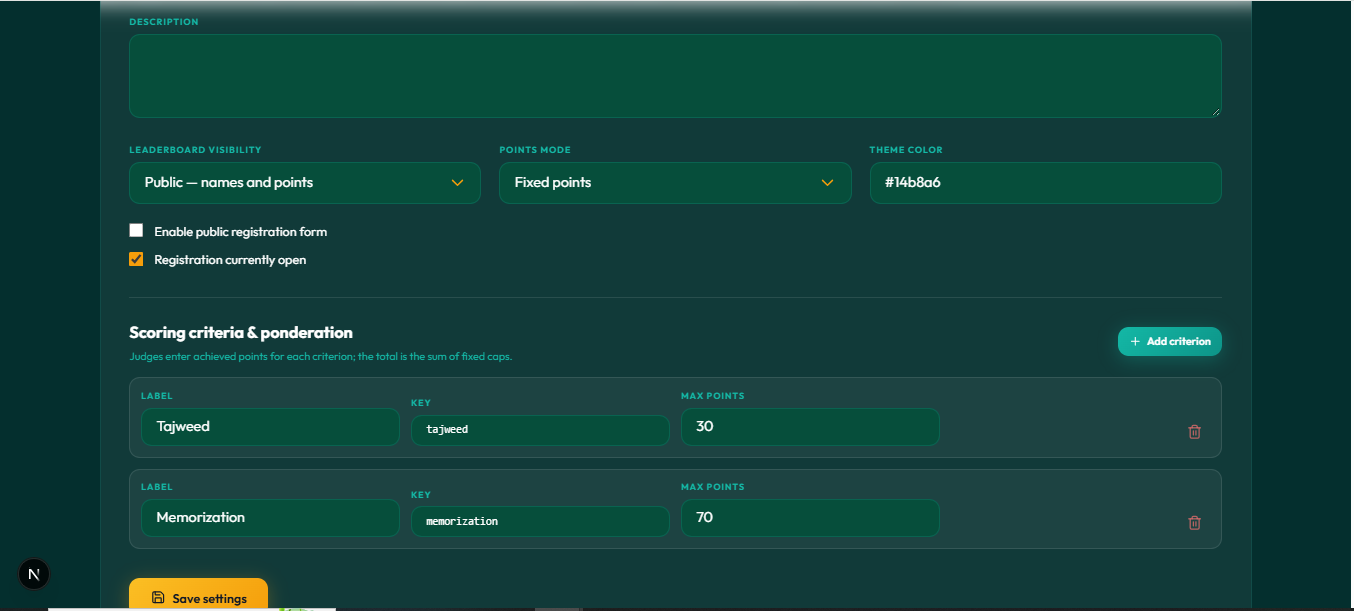 DESCRIPTION
LEADERBOARD VISIBILITY POINTS MODE THEME COLOR
Public — names and points Fixed points #14b8a6
Enable public registration form
Registration currently open
Scoring criteria & ponderation
Judges enter achieved points for each criterion; the total is the sum of fixed caps.
+ Add criterion
LABEL KEY MAX POINTS
Tajweed tajweed 30
LABEL KEY MAX POINTS
Memorization memorization 70
N
Save settings